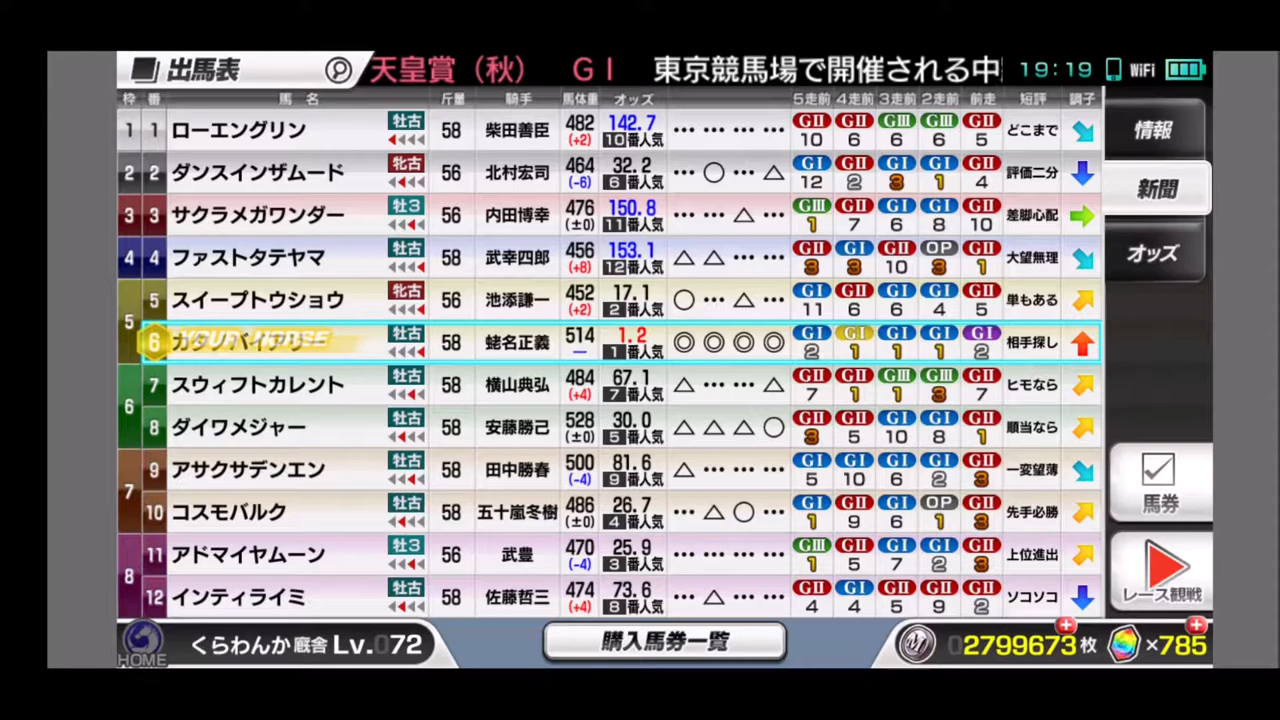 出馬表 天皇賞（秋） GⅠ 東京競馬場で開催される中 19:19 WiFi
枠 番 馬名 斤量 騎手 馬体重 オッズ 5走前 4走前 3走前 2走前 前走 短評 調子
1 1 ローエングリン 牡古 58 柴田善臣 482 (+2) 142.7 10番人気 … … … … GⅡ 10 GⅡ 6 GⅢ 6 GⅢ 6 GⅡ 5 どこまで
2 2 ダンスインザムード 牝古 56 北村宏司 464 (-6) 32.2 6番人気 … ○ … △ GⅠ 12 GⅡ 2 GⅠ 3 GⅠ 1 GⅡ 4 評価二分
3 3 サクラメガワンダー 牡3 56 内田博幸 476 (±0) 150.8 11番人気 … … △ … GⅢ 1 GⅡ 7 GⅠ 6 GⅠ 8 GⅡ 10 差脚心配
4 4 ファストタテヤマ 牡古 58 武幸四郎 456 (+8) 153.1 12番人気 △ △ … … GⅡ 3 GⅠ 3 GⅡ 10 OP 3 GⅡ 1 大望無理
5 5 スイープトウショウ 牝古 56 池添謙一 452 (+2) 17.1 2番人気 ○ … △ … GⅠ 11 GⅠ 6 GⅠ 6 GⅠ 4 GⅡ 5 単もある
6 YOUR HORSE 牡古 58 蛯名正義 514 ― 1.2 1番人気 ◎ ◎ ◎ ◎ GⅠ 2 GⅠ 1 GⅠ 1 GⅠ 1 GⅠ 2 相手探し
6 7 スウィフトカレント 牡古 58 横山典弘 484 (+4) 67.1 7番人気 △ … … △ GⅡ 7 GⅡ 1 GⅢ 1 GⅢ 3 GⅡ 7 ヒモなら
8 ダイワメジャー 牡古 58 安藤勝己 528 (±0) 30.0 5番人気 △ △ △ ○ GⅡ 3 GⅡ 5 GⅠ 10 GⅠ 8 GⅡ 1 順当なら
7 9 アサクサデンエン 牡古 58 田中勝春 500 (-4) 81.6 9番人気 △ … … … GⅠ 5 GⅠ 10 GⅠ 6 GⅠ 2 GⅡ 3 一変望薄
10 コスモバルク 牡古 58 五十嵐冬樹 486 (±0) 26.7 4番人気 … △ ○ … GⅠ 1 GⅡ 9 GⅠ 6 OP 1 GⅡ 3 先手必勝
8 11 アドマイヤムーン 牡3 56 武豊 470 (-4) 25.9 3番人気 … … … … GⅢ 1 GⅡ 5 GⅠ 7 GⅠ 2 GⅡ 3 上位進出
12 インティライミ 牡古 58 佐藤哲三 474 (+4) 73.6 8番人気 … △ … … GⅡ 4 GⅠ 4 GⅡ 5 GⅡ 9 GⅡ 2 ソコソコ
情報
新聞
オッズ
馬券
レース観戦
HOME くらわんか 厩舎 Lv.072 購入馬券一覧 M 02799673枚 ×785